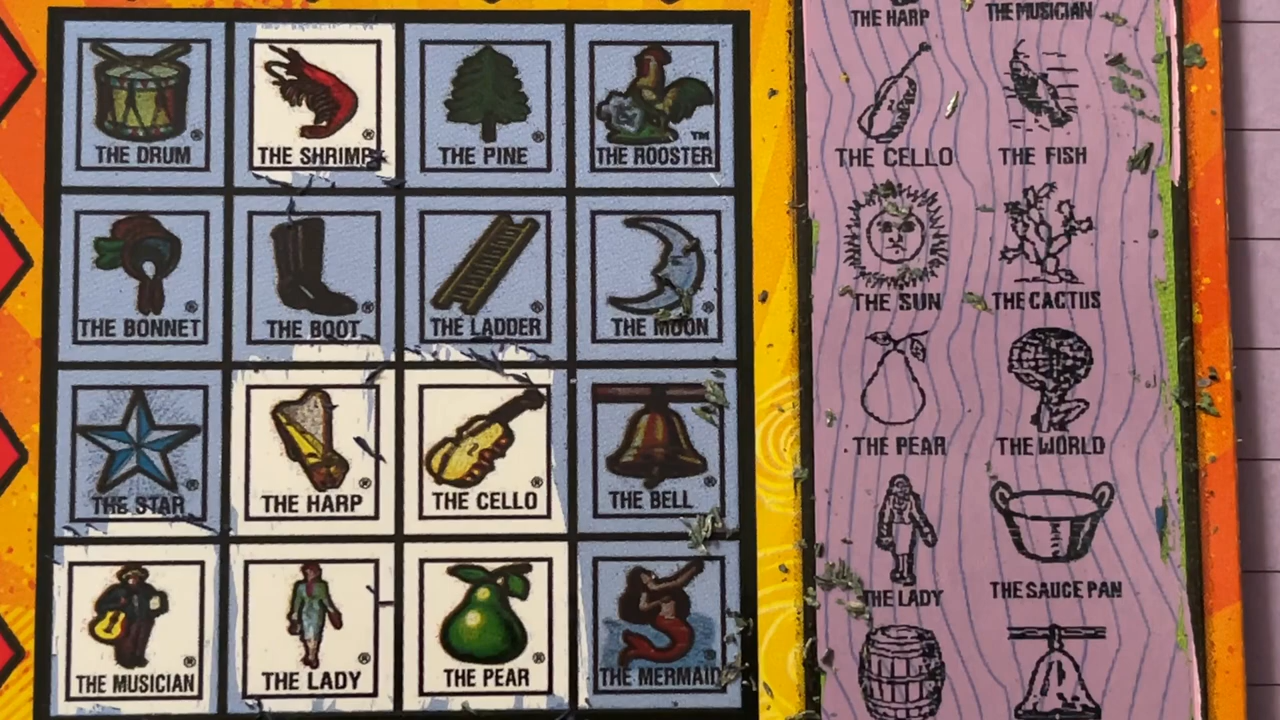 THE DRUM ®
THE SHRIMP ®
THE PINE ®
THE ROOSTER ™
THE BONNET ®
THE BOOT ®
THE LADDER ®
THE MOON ®
THE STAR ®
THE HARP ®
THE CELLO ®
THE BELL ®
THE MUSICIAN ®
THE LADY ®
THE PEAR ®
THE MERMAID ®
THE HARP
THE MUSICIAN
THE CELLO
THE FISH
THE SUN
THE CACTUS
THE PEAR
THE WORLD
THE LADY
THE SAUCE PAN